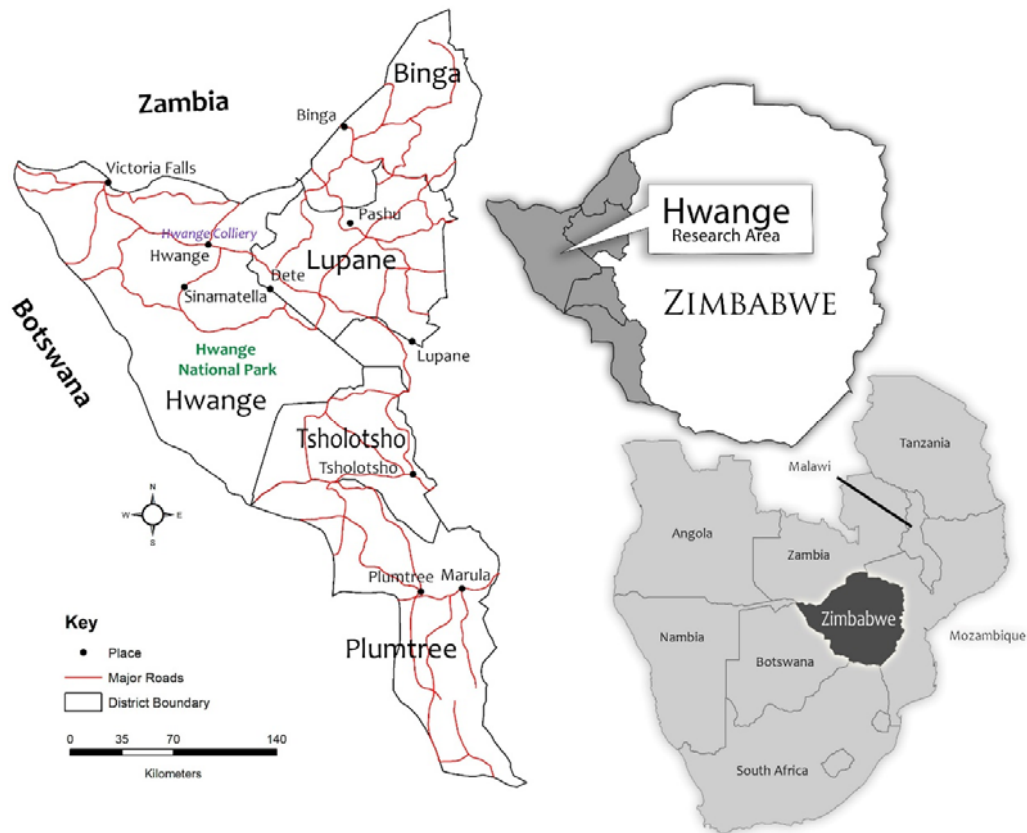 Zambia
Binga
Binga
Victoria Falls
Pashu
Hwange Colliery
Hwange
Lupane
Dete
Sinamatella
Botswana
Lupane
Hwange
National Park
Hwange
Tsholotsho
Tsholotsho
N
W E
S
Plumtree
Marula
Plumtree
Key
Place
Major Roads
District Boundary
0 35 70 140
Kilometers
Hwange
Research Area
ZIMBABWE
Tanzania
Malawi
Angola
Zambia
Zimbabwe
Mozambique
Nambia
Botswana
South Africa